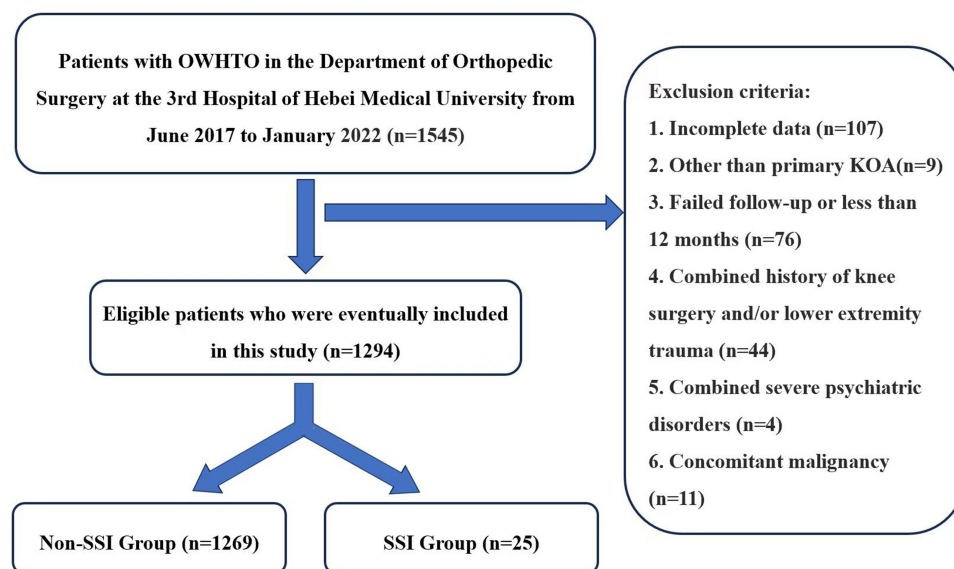 Patients with OWHTO in the Department of Orthopedic
Surgery at the 3rd Hospital of Hebei Medical University from
June 2017 to January 2022 (n=1545)
Exclusion criteria:
1. Incomplete data (n=107)
2. Other than primary KOA(n=9)
3. Failed follow-up or less than
12 months (n=76)
4. Combined history of knee
surgery and/or lower extremity
trauma (n=44)
5. Combined severe psychiatric
disorders (n=4)
6. Concomitant malignancy
(n=11)
Eligible patients who were eventually included
in this study (n=1294)
Non-SSI Group (n=1269)
SSI Group (n=25)